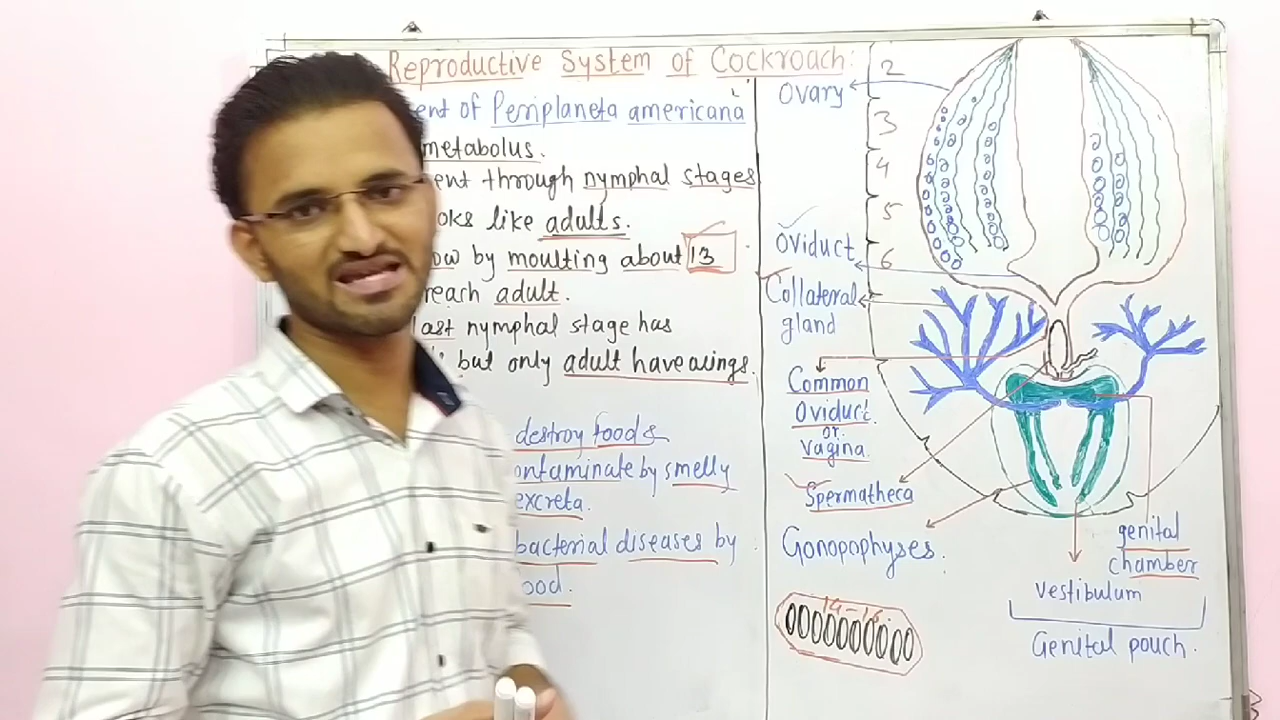 Reproductive System of Cockroach:
ent of Periplaneta americana
metabolus.
ent through nymphal stages
oks like adults.
ow by moulting about 13
reach adult.
last nymphal stage has
but only adult have wings.
destroy foods
ontaminate by smelly
excreta.
bacterial diseases by
ood.
Ovary
2
3
4
5
6
Oviduct
Collateral
gland
Common
Oviduct
or
Vagina
Spermatheca
Gonopophyses.
14-16
genital
chamber
vestibulum
Genital pouch.